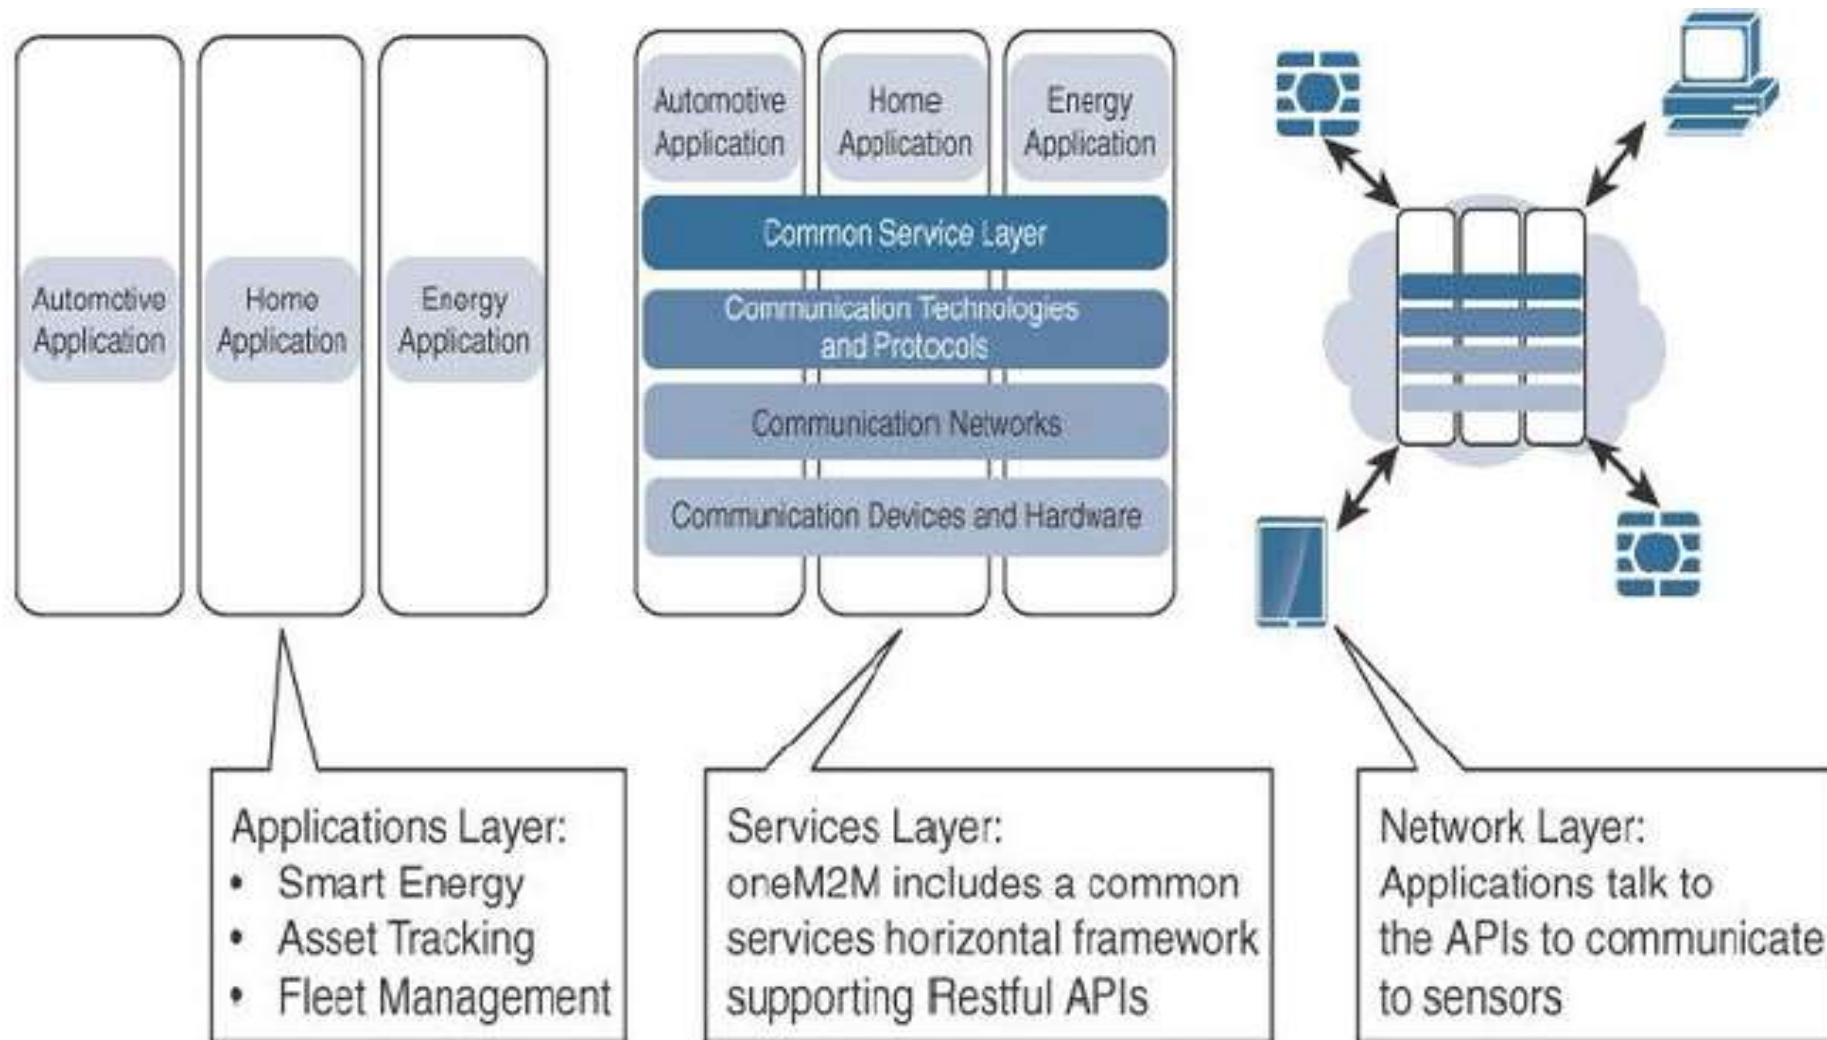 Automotive
Application
Home
Application
Energy
Application
Automotive
Application
Home
Application
Energy
Application
Common Service Layer
Communication Technologies
and Protocols
Communication Networks
Communication Devices and Hardware
Applications Layer:
• Smart Energy
• Asset Tracking
• Fleet Management
Services Layer:
oneM2M includes a common
services horizontal framework
supporting Restful APIs
Network Layer:
Applications talk to
the APIs to communicate
to sensors